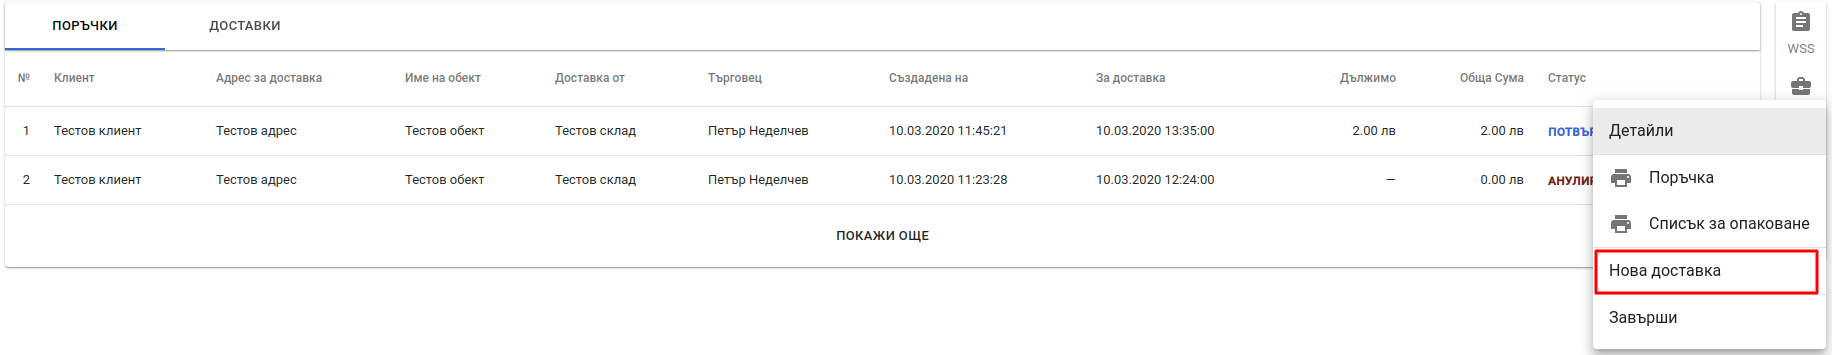 ПОРЪЧКИ ДОСТАВКИ
WSS
№ Клиент Адрес за доставка Име на обект Доставка от Търговец Създадена на За доставка Дължимо Обща Сума Статус
1 Тестов клиент Тестов адрес Тестов обект Тестов склад Петър Неделчев 10.03.2020 11:45:21 10.03.2020 13:35:00 2.00 лв 2.00 лв
2 Тестов клиент Тестов адрес Тестов обект Тестов склад Петър Неделчев 10.03.2020 11:23:28 10.03.2020 12:24:00 — 0.00 лв
ПОКАЖИ ОЩЕ
Детайли
Поръчка
Списък за опаковане
Нова доставка
Завърши